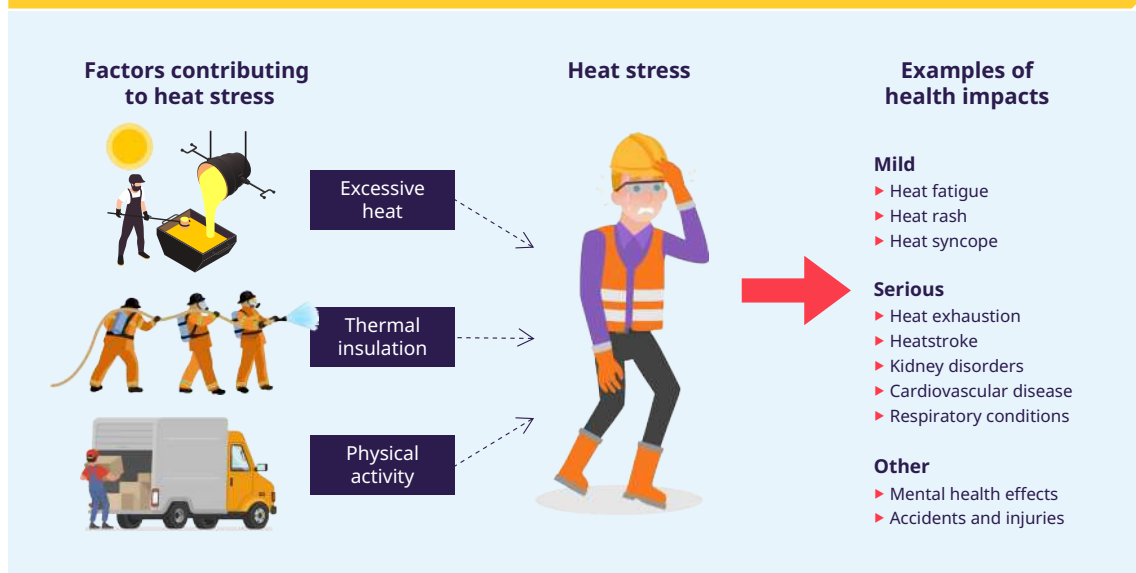 Factors contributing
to heat stress
Excessive
heat
Thermal
insulation
Physical
activity
Heat stress
Examples of
health impacts
Mild
Heat fatigue
Heat rash
Heat syncope
Serious
Heat exhaustion
Heatstroke
Kidney disorders
Cardiovascular disease
Respiratory conditions
Other
Mental health effects
Accidents and injuries